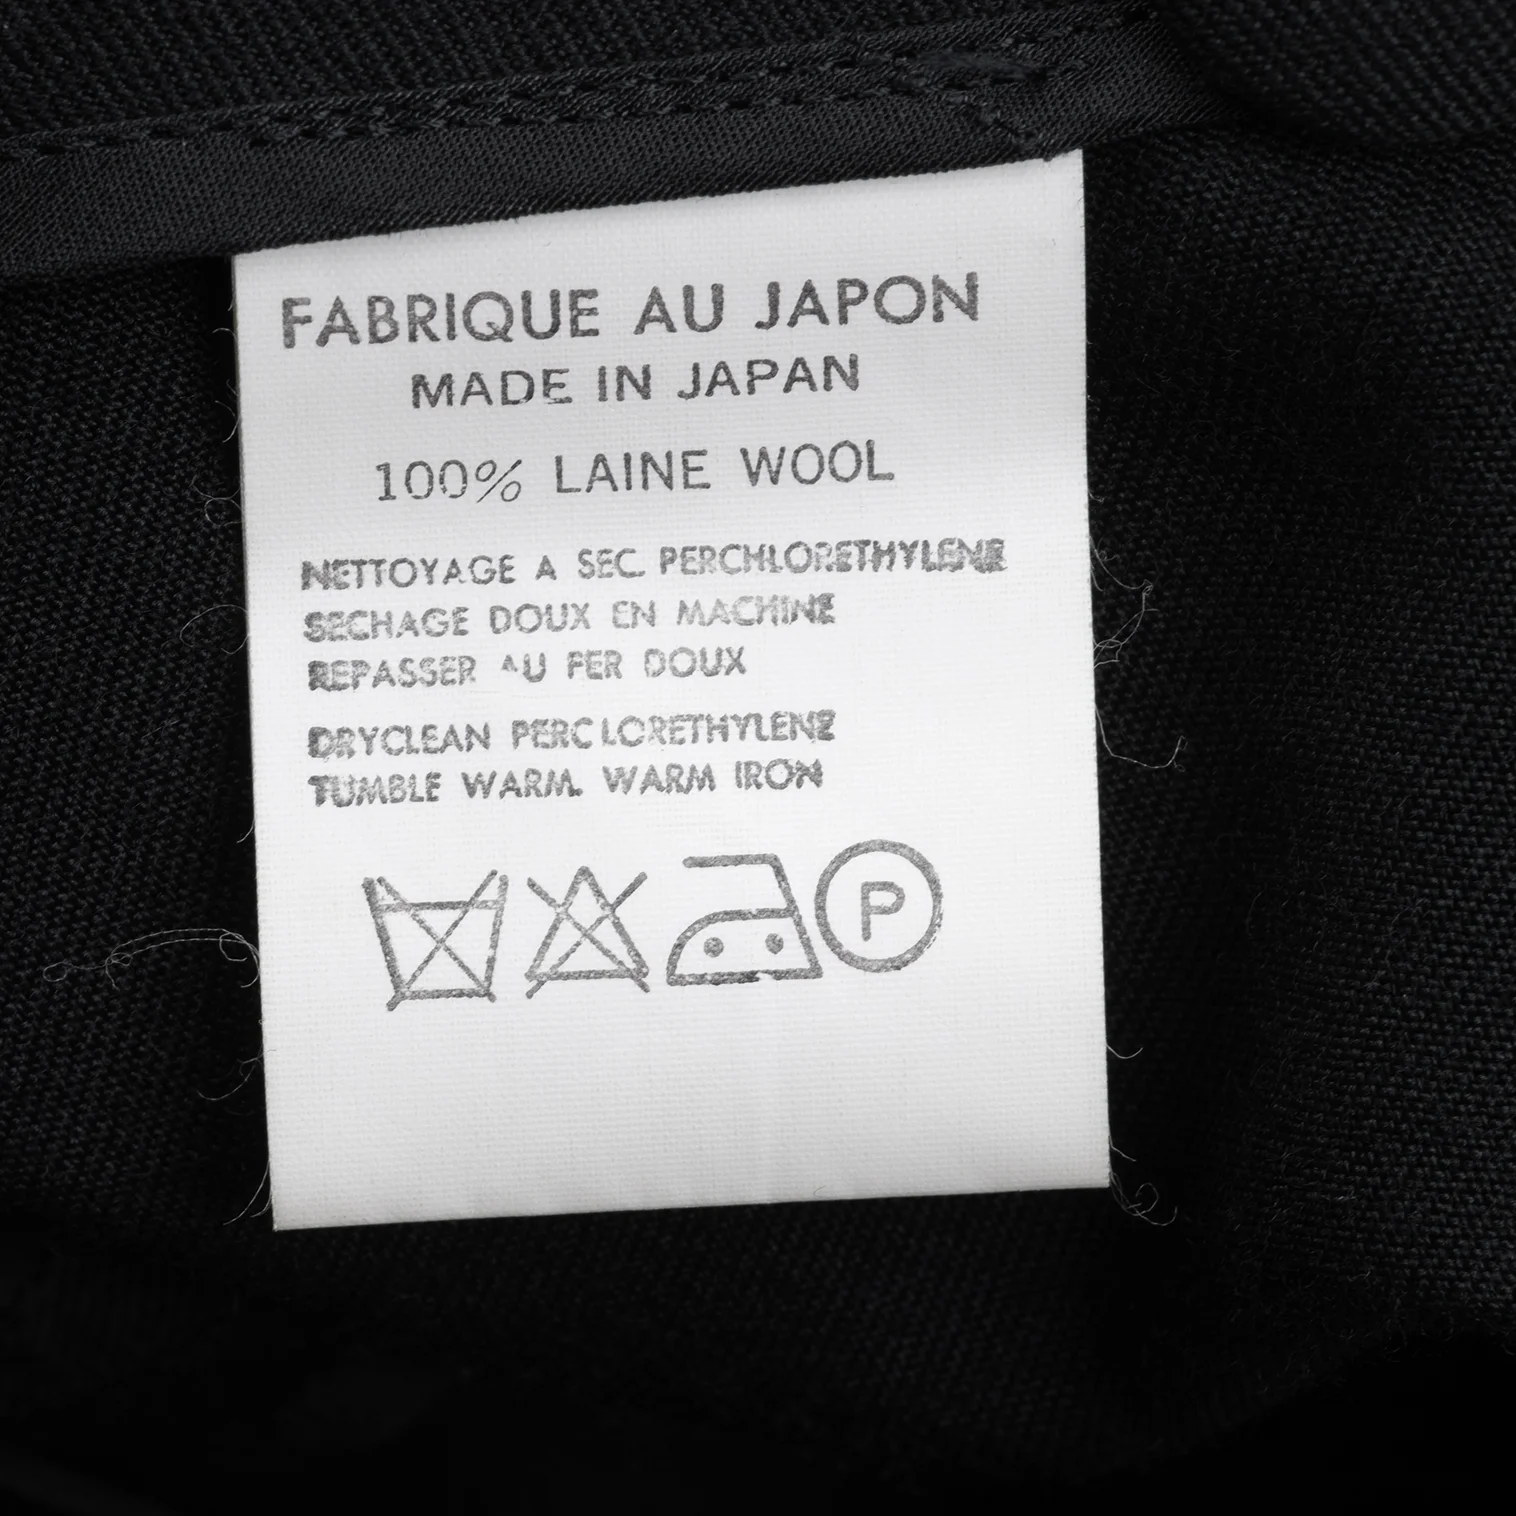 FABRIQUE AU JAPON
MADE IN JAPAN
100% LAINE WOOL
NETTOYAGE A SEC. PERCHLORETHYLENE
SECHAGE DOUX EN MACHINE
REPASSER AU FER DOUX
DRYCLEAN PERCLORETHYLENE
TUMBLE WARM. WARM IRON
P